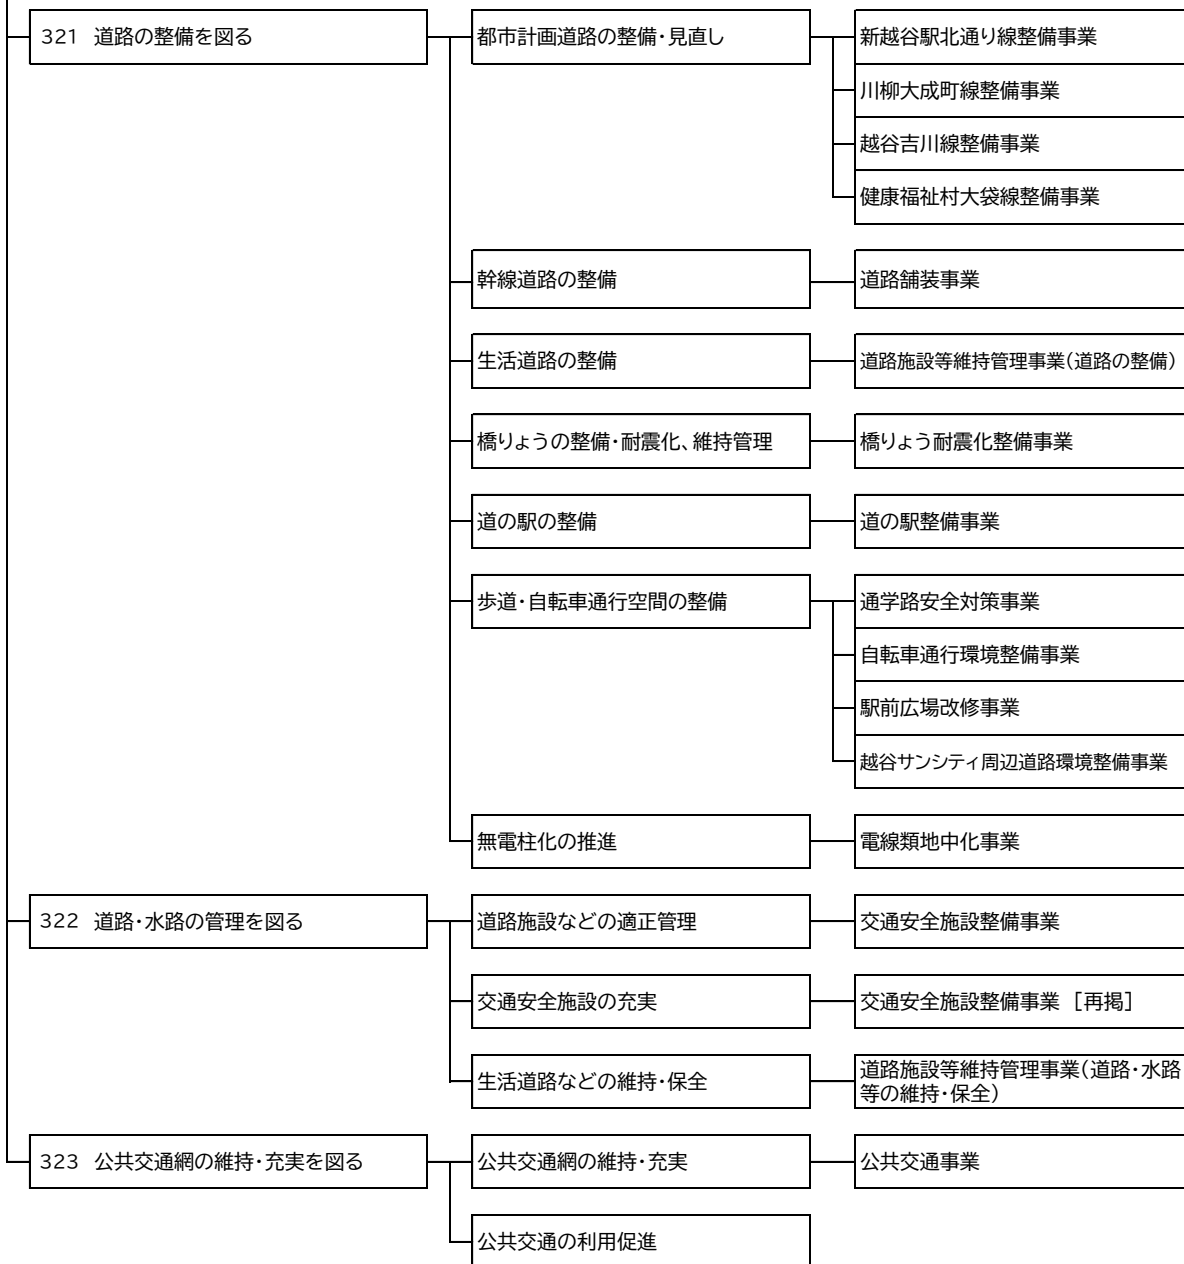 321 道路の整備を図る
都市計画道路の整備・見直し
新越谷駅北通り線整備事業
川柳大成町線整備事業
越谷吉川線整備事業
健康福祉村大袋線整備事業
幹線道路の整備
道路舗装事業
生活道路の整備
道路施設等維持管理事業(道路の整備)
橋りょうの整備・耐震化、維持管理
橋りょう耐震化整備事業
道の駅の整備
道の駅整備事業
歩道・自転車通行空間の整備
通学路安全対策事業
自転車通行環境整備事業
駅前広場改修事業
越谷サンシティ周辺道路環境整備事業
無電柱化の推進
電線類地中化事業
322 道路・水路の管理を図る
道路施設などの適正管理
交通安全施設整備事業
交通安全施設の充実
交通安全施設整備事業 [再掲]
生活道路などの維持・保全
道路施設等維持管理事業(道路・水路
等の維持・保全)
323 公共交通網の維持・充実を図る
公共交通網の維持・充実
公共交通事業
公共交通の利用促進